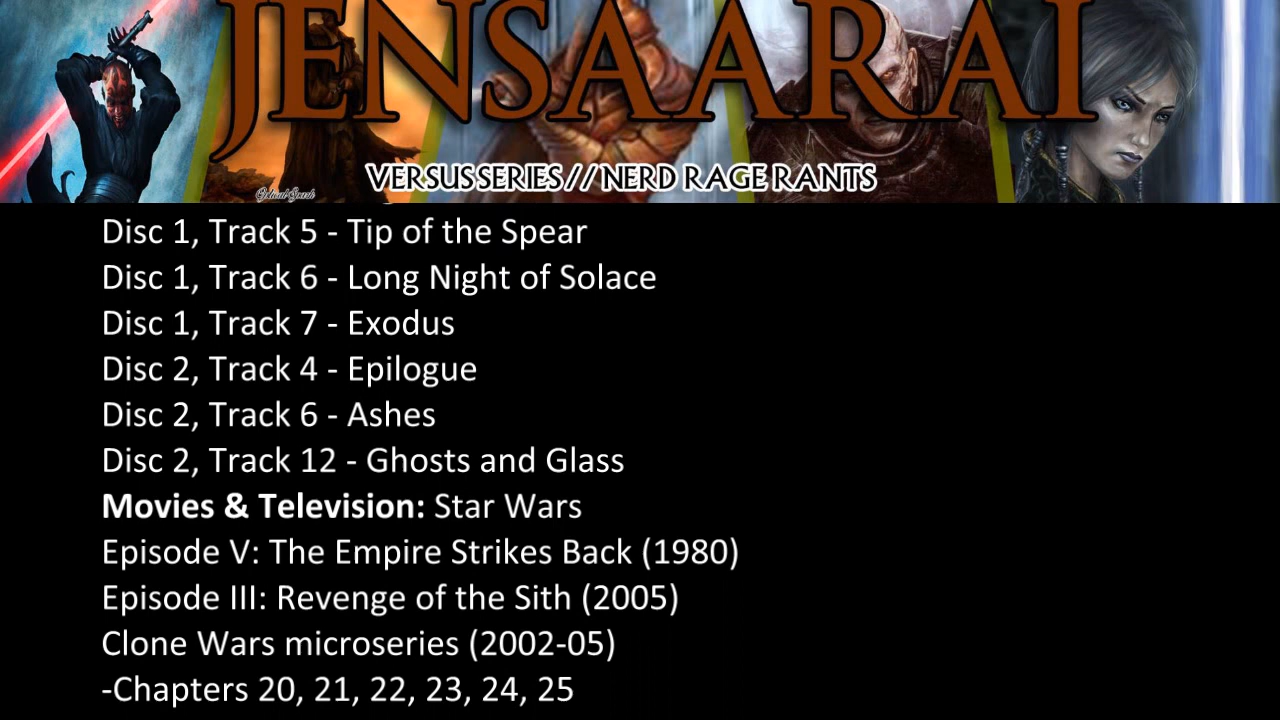 JENSAARAI
VERSUS SERIES // NERD RAGE RANTS
Disc 1, Track 5 - Tip of the Spear
Disc 1, Track 6 - Long Night of Solace
Disc 1, Track 7 - Exodus
Disc 2, Track 4 - Epilogue
Disc 2, Track 6 - Ashes
Disc 2, Track 12 - Ghosts and Glass
Movies & Television: Star Wars
Episode V: The Empire Strikes Back (1980)
Episode III: Revenge of the Sith (2005)
Clone Wars microseries (2002-05)
-Chapters 20, 21, 22, 23, 24, 25